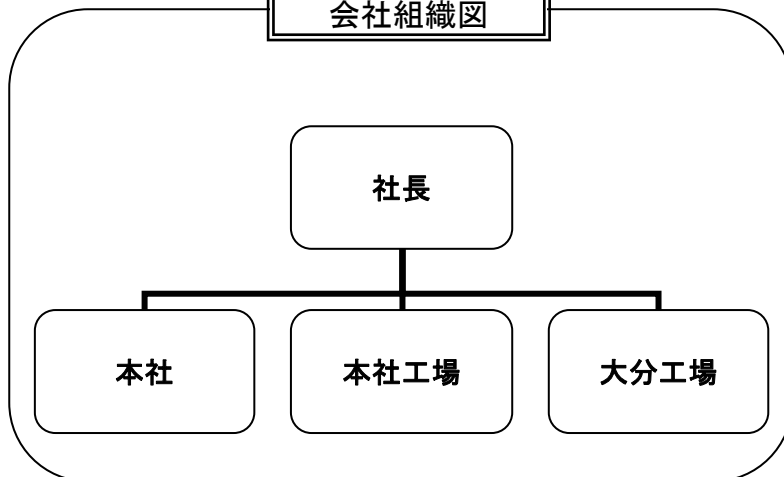 会社組織図
社長
本社
本社工場
大分工場